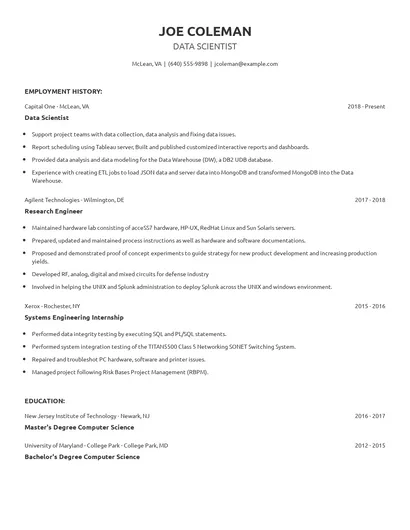 JOE COLEMAN
DATA SCIENTIST
McLean, VA | (640) 555-9898 | jcoleman@example.com
EMPLOYMENT HISTORY:
Capital One - McLean, VA 2018 - Present
Data Scientist
• Support project teams with data collection, data analysis and fixing data issues.
• Report scheduling using Tableau server, Built and published customized interactive reports and dashboards.
• Provided data analysis and data modeling for the Data Warehouse (DW), a DB2 UDB database.
• Experience with creating ETL jobs to load JSON data and server data into MongoDB and transformed MongoDB into the Data
Warehouse.
Agilent Technologies - Wilmington, DE 2017 - 2018
Research Engineer
• Maintained hardware lab consisting of acceSS7 hardware, HP-UX, RedHat Linux and Sun Solaris servers.
• Prepared, updated and maintained process instructions as well as hardware and software documentations.
• Proposed and demonstrated proof of concept experiments to guide strategy for new product development and increasing production
yields.
• Developed RF, analog, digital and mixed circuits for defense industry
• Involved in helping the UNIX and Splunk administration to deploy Splunk across the UNIX and windows environment.
Xerox - Rochester, NY 2015 - 2016
Systems Engineering Internship
• Performed data integrity testing by executing SQL and PL/SQL statements.
• Performed system integration testing of the TITAN5500 Class 5 Networking SONET Switching System.
• Repaired and troubleshot PC hardware, software and printer issues.
• Managed project following Risk Bases Project Management (RBPM).
EDUCATION:
New Jersey Institute of Technology - Newark, NJ 2016 - 2017
Master's Degree Computer Science
University of Maryland - College Park - College Park, MD 2012 - 2015
Bachelor's Degree Computer Science